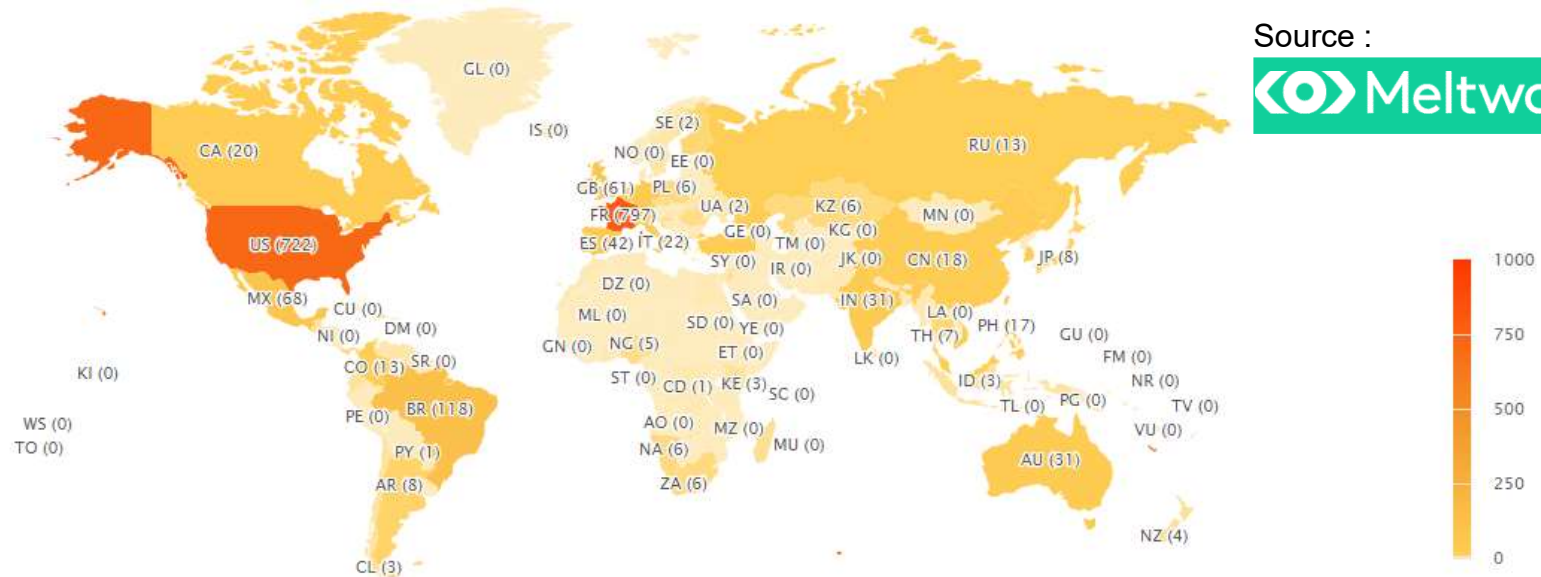 Source :
Meltwo
GL (0)
IS (0)
SE (2)
RU (13)
CA (20)
NO (0)
EE (0)
GB (61)
PL (6)
UA (2)
KZ (6)
MN (0)
FR (797)
GE (0)
KG (0)
US (722)
ES (42)
IT (22)
TM (0)
SY (0)
IR (0)
JK (0)
CN (18)
JP (8)
1000
DZ (0)
MX (68)
CU (0)
SA (0)
IN (31)
ML (0)
LA (0)
NI (0)
DM (0)
SD (0)
YE (0)
TH (7)
PH (17)
GU (0)
750
GN (0)
NG (5)
ET (0)
LK (0)
FM (0)
KI (0)
CO (13)
SR (0)
ST (0)
CD (1)
KE (3)
SC (0)
ID (3)
NR (0)
PE (0)
BR (118)
TL (0)
PG (0)
TV (0)
500
WS (0)
AO (0)
MZ (0)
VU (0)
TO (0)
PY (1)
NA (6)
MU (0)
AU (31)
AR (8)
ZA (6)
250
NZ (4)
CL (3)
0